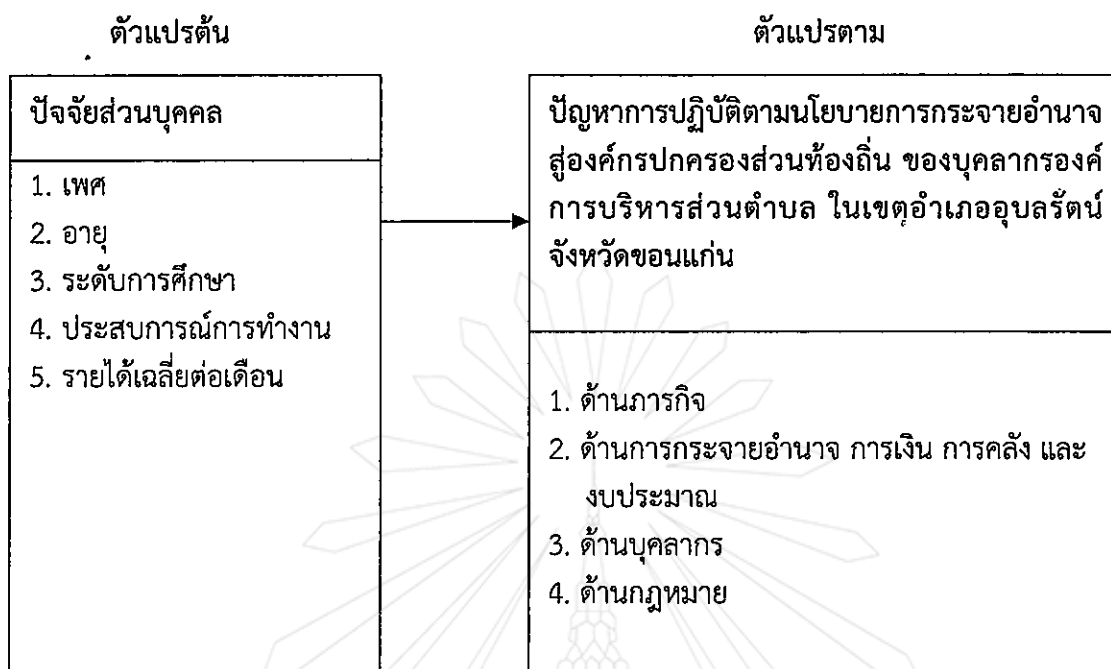 ตัวแปรต้น
ตัวแปรตาม
ปัจจัยส่วนบุคคล
1. เพศ
2. อายุ
3. ระดับการศึกษา
4. ประสบการณ์การทำงาน
5. รายได้เฉลี่ยต่อเดือน
ปัญหาการปฏิบัติตามนโยบายการกระจายอำนาจ
สู่องค์กรปกครองส่วนท้องถิ่น ของบุคลากรองค์
การบริหารส่วนตำบล ในเขตอำเภออุบลรัตน์
จังหวัดขอนแก่น
1. ด้านภารกิจ
2. ด้านการกระจายอำนาจ การเงิน การคลัง และ
งบประมาณ
3. ด้านบุคลากร
4. ด้านกฎหมาย